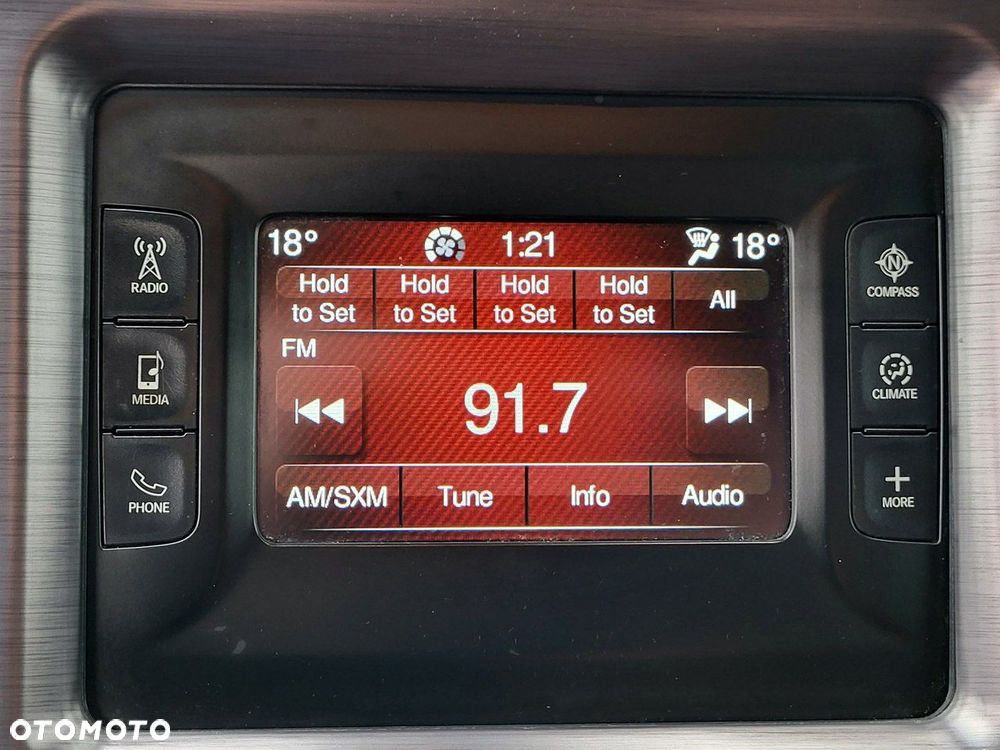 18° 1:21 18°
Hold to Set
Hold to Set
Hold to Set
Hold to Set
All
FM
91.7
AM/SXM Tune Info Audio
RADIO
MEDIA
PHONE
N
COMPASS
CLIMATE
MORE
OTOMOTO